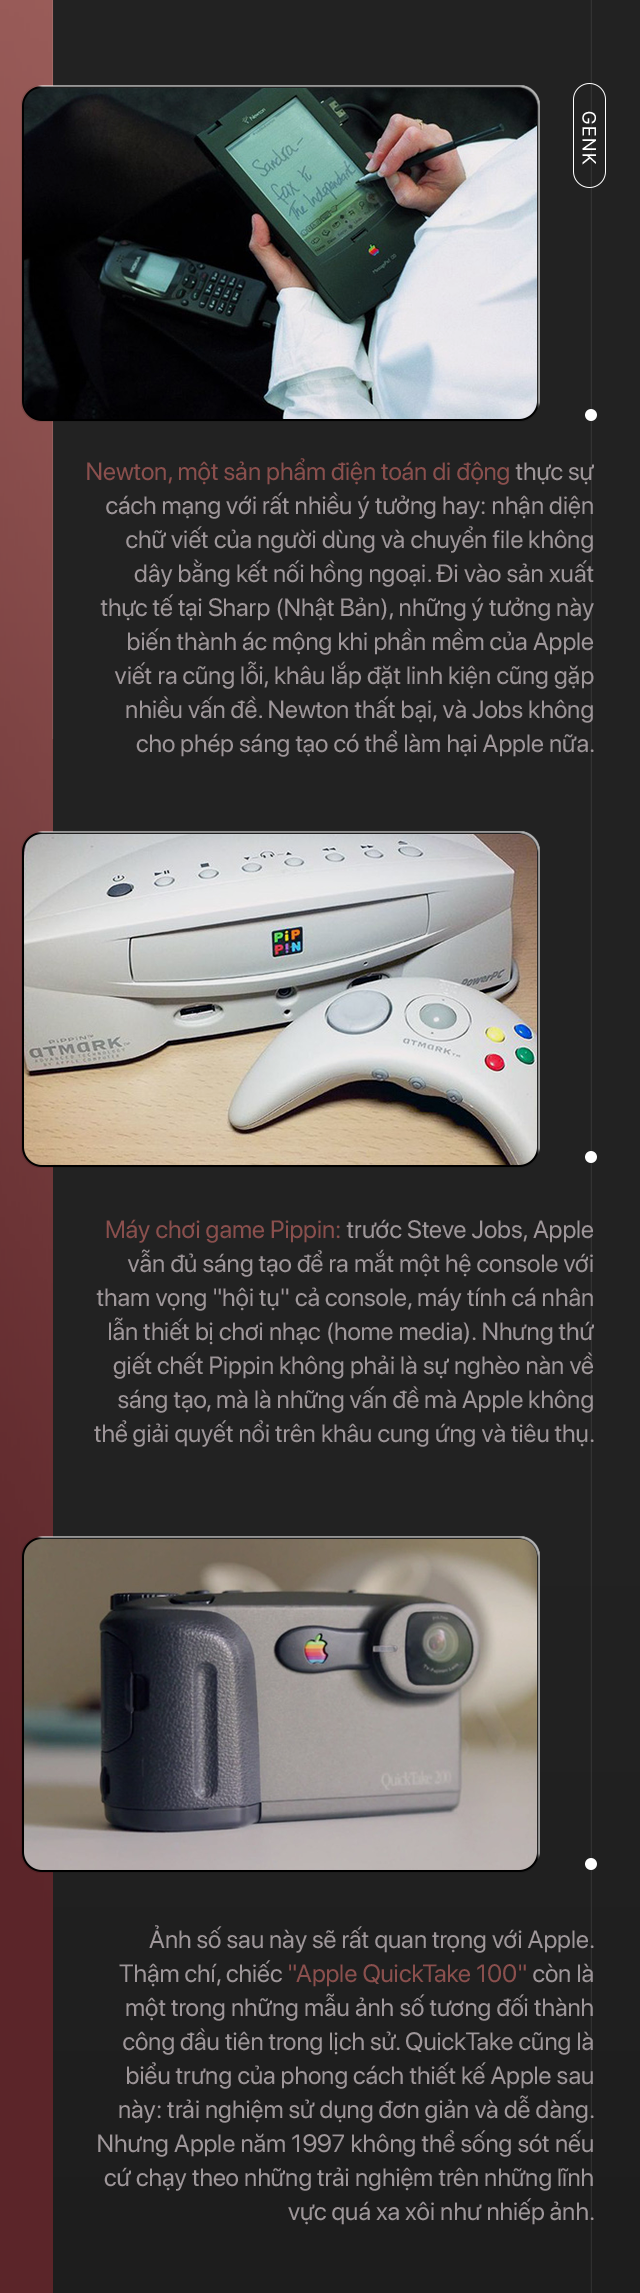 GENK
Newton
Sandra-
fax it
The Independent
Newton, một sản phẩm điện toán di động thực sự
cách mạng với rất nhiều ý tưởng hay: nhận diện
chữ viết của người dùng và chuyển file không
dây bằng kết nối hồng ngoại. Đi vào sản xuất
thực tế tại Sharp (Nhật Bản), những ý tưởng này
biến thành ác mộng khi phần mềm của Apple
viết ra cũng lỗi, khâu lắp đặt linh kiện cũng gặp
nhiều vấn đề. Newton thất bại, và Jobs không
cho phép sáng tạo có thể làm hại Apple nữa.
PiP
PiN
PowerPC
PiPPiN™
@TMARK™
ADVANCED TECHNOLOGY
BY APPLE COMPUTER
@TMARK™
Máy chơi game Pippin: trước Steve Jobs, Apple
vẫn đủ sáng tạo để ra mắt một hệ console với
tham vọng "hội tụ" cả console, máy tính cá nhân
lẫn thiết bị chơi nhạc (home media). Nhưng thứ
giết chết Pippin không phải là sự nghèo nàn về
sáng tạo, mà là những vấn đề mà Apple không
thể giải quyết nổi trên khâu cung ứng và tiêu thụ.
QuickTake 200
Ảnh số sau này sẽ rất quan trọng với Apple.
Thậm chí, chiếc "Apple QuickTake 100" còn là
một trong những mẫu ảnh số tương đối thành
công đầu tiên trong lịch sử. QuickTake cũng là
biểu trưng của phong cách thiết kế Apple sau
này: trải nghiệm sử dụng đơn giản và dễ dàng.
Nhưng Apple năm 1997 không thể sống sót nếu
cứ chạy theo những trải nghiệm trên những lĩnh
vực quá xa xôi như nhiếp ảnh.